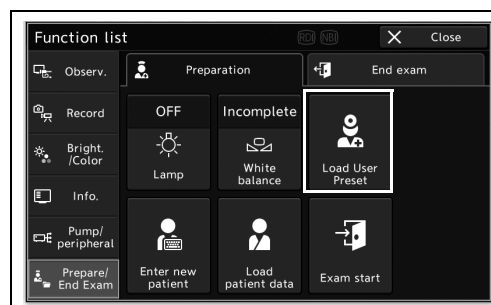 Function list
RDI NBI
Close
Observ.
Record
Bright.
/Color
Info.
Pump/
peripheral
Prepare/
End Exam
Preparation
End exam
OFF
Lamp
Incomplete
White
balance
Load User
Preset
Enter new
patient
Load
patient data
Exam start